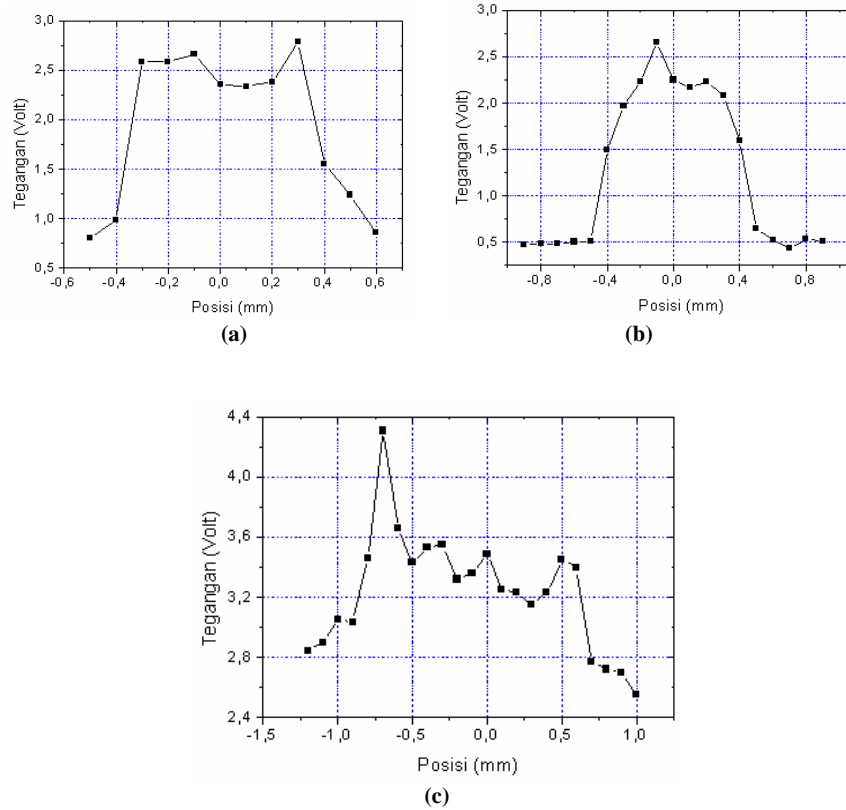 3,0
2,5
2,0
1,5
1,0
0,5
Tegangan (Volt)
-0,6 -0,4 -0,2 0,0 0,2 0,4 0,6
Posisi (mm)
(a)
3,0
2,5
2,0
1,5
1,0
0,5
Tegangan (Volt)
-0,8 -0,4 0,0 0,4 0,8
Posisi (mm)
(b)
4,4
4,0
3,6
3,2
2,8
2,4
Tegangan (Volt)
-1,5 -1,0 -0,5 0,0 0,5 1,0
Posisi (mm)
(c)